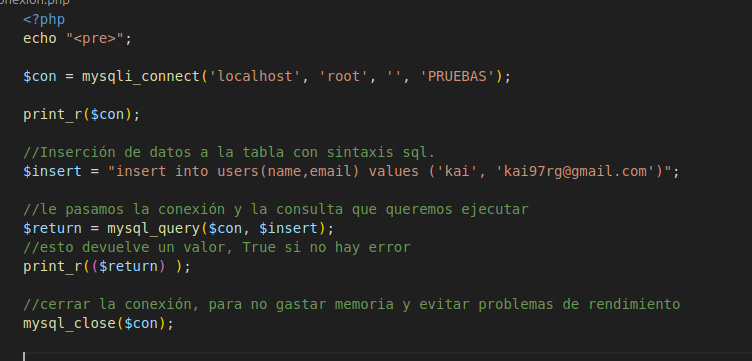 conexion.php
<?php
echo "<pre>";
$con = mysqli_connect('localhost', 'root', '', 'PRUEBAS');
print_r($con);
//Inserción de datos a la tabla con sintaxis sql.
$insert = "insert into users(name,email) values ('kai', 'kai97rg@gmail.com')";
//le pasamos la conexión y la consulta que queremos ejecutar
$return = mysql_query($con, $insert);
//esto devuelve un valor, True si no hay error
print_r(($return) );
//cerrar la conexión, para no gastar memoria y evitar problemas de rendimiento
mysql_close($con);